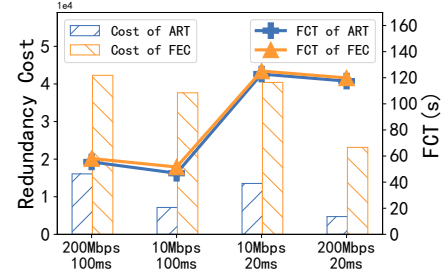 1e4
Cost of ART
Cost of FEC
FCT of ART
FCT of FEC
Redundancy Cost
5
4
3
2
1
0
FCT(s)
160
140
120
100
80
60
40
20
0
200Mbps
100ms
10Mbps
100ms
10Mbps
20ms
200Mbps
20ms